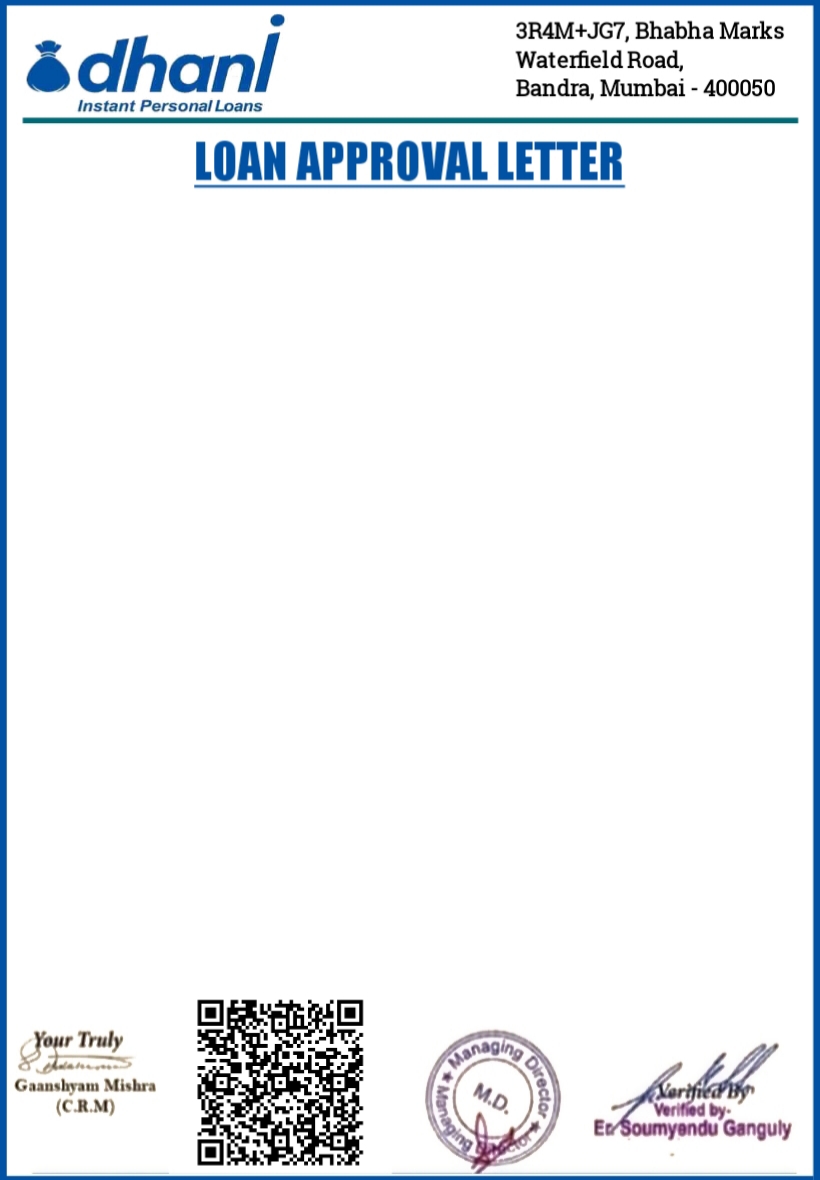 dhani
Instant Personal Loans
3R4M+JG7, Bhabha Marks
Waterfield Road,
Bandra, Mumbai - 400050
LOAN APPROVAL LETTER
Your Truly
Gaanshyam Mishra
(C.R.M)
★ Managing Director ★ Managing Director
M.D.
Verified By
Verified by-
Er Soumyendu Ganguly